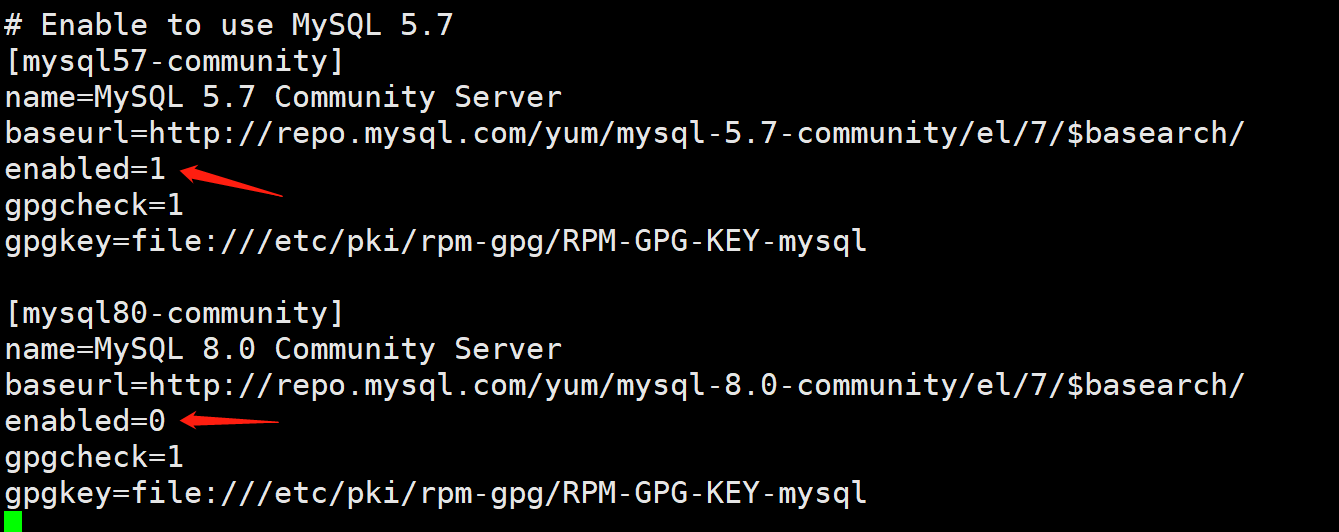 # Enable to use MySQL 5.7
[mysql57-community]
name=MySQL 5.7 Community Server
baseurl=http://repo.mysql.com/yum/mysql-5.7-community/el/7/$basearch/
enabled=1
gpgcheck=1
gpgkey=file:///etc/pki/rpm-gpg/RPM-GPG-KEY-mysql
[mysql80-community]
name=MySQL 8.0 Community Server
baseurl=http://repo.mysql.com/yum/mysql-8.0-community/el/7/$basearch/
enabled=0
gpgcheck=1
gpgkey=file:///etc/pki/rpm-gpg/RPM-GPG-KEY-mysql